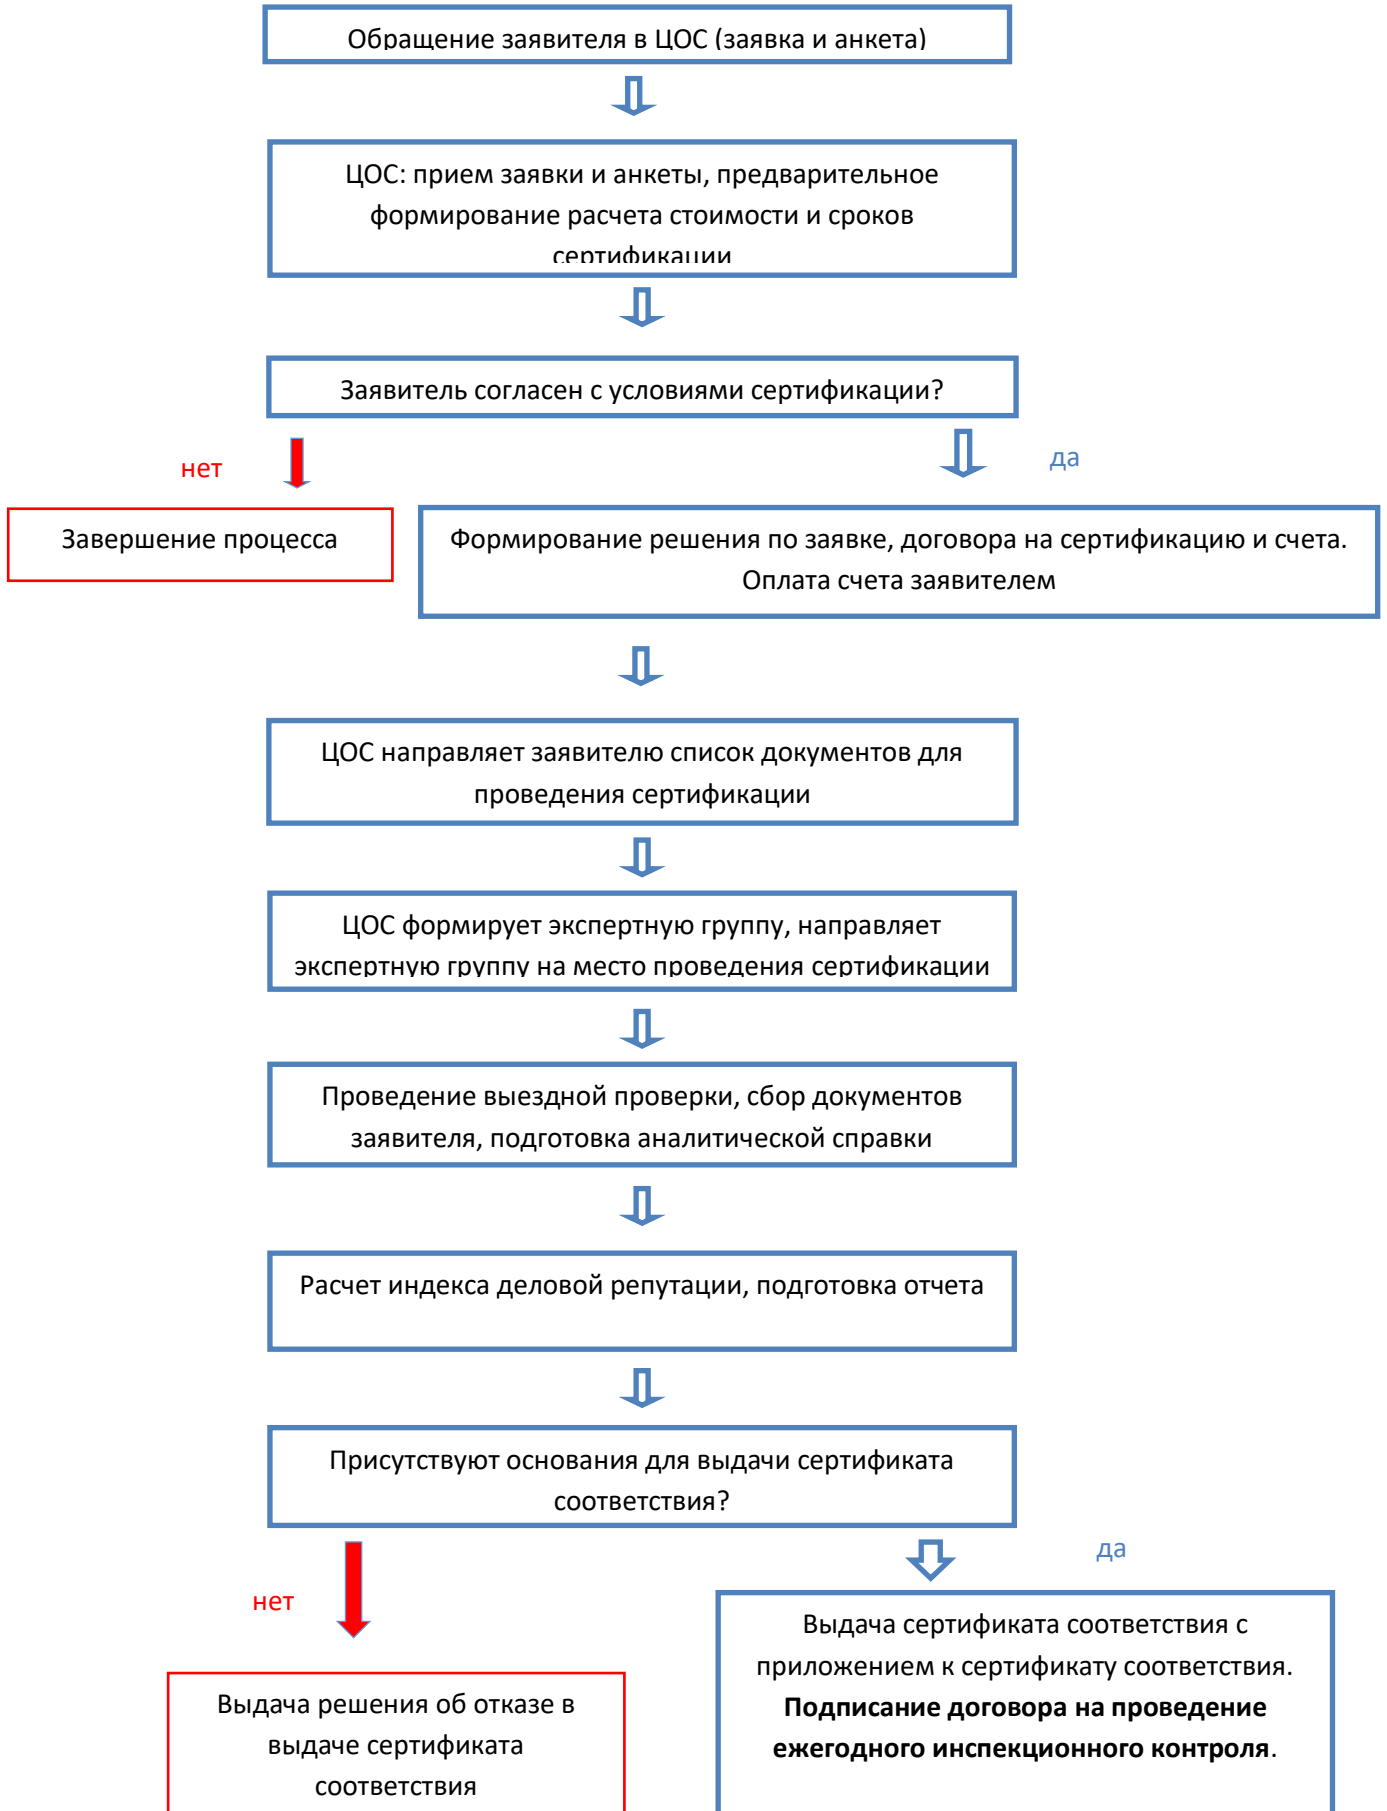 Обращение заявителя в ЦОС (заявка и анкета)
ЦОС: прием заявки и анкеты, предварительное
формирование расчета стоимости и сроков
сертификации
Заявитель согласен с условиями сертификации?
нет
да
Завершение процесса
Формирование решения по заявке, договора на сертификацию и счета.
Оплата счета заявителем
ЦОС направляет заявителю список документов для
проведения сертификации
ЦОС формирует экспертную группу, направляет
экспертную группу на место проведения сертификации
Проведение выездной проверки, сбор документов
заявителя, подготовка аналитической справки
Расчет индекса деловой репутации, подготовка отчета
Присутствуют основания для выдачи сертификата
соответствия?
нет
да
Выдача решения об отказе в
выдаче сертификата
соответствия
Выдача сертификата соответствия с
приложением к сертификату соответствия.
Подписание договора на проведение
ежегодного инспекционного контроля.